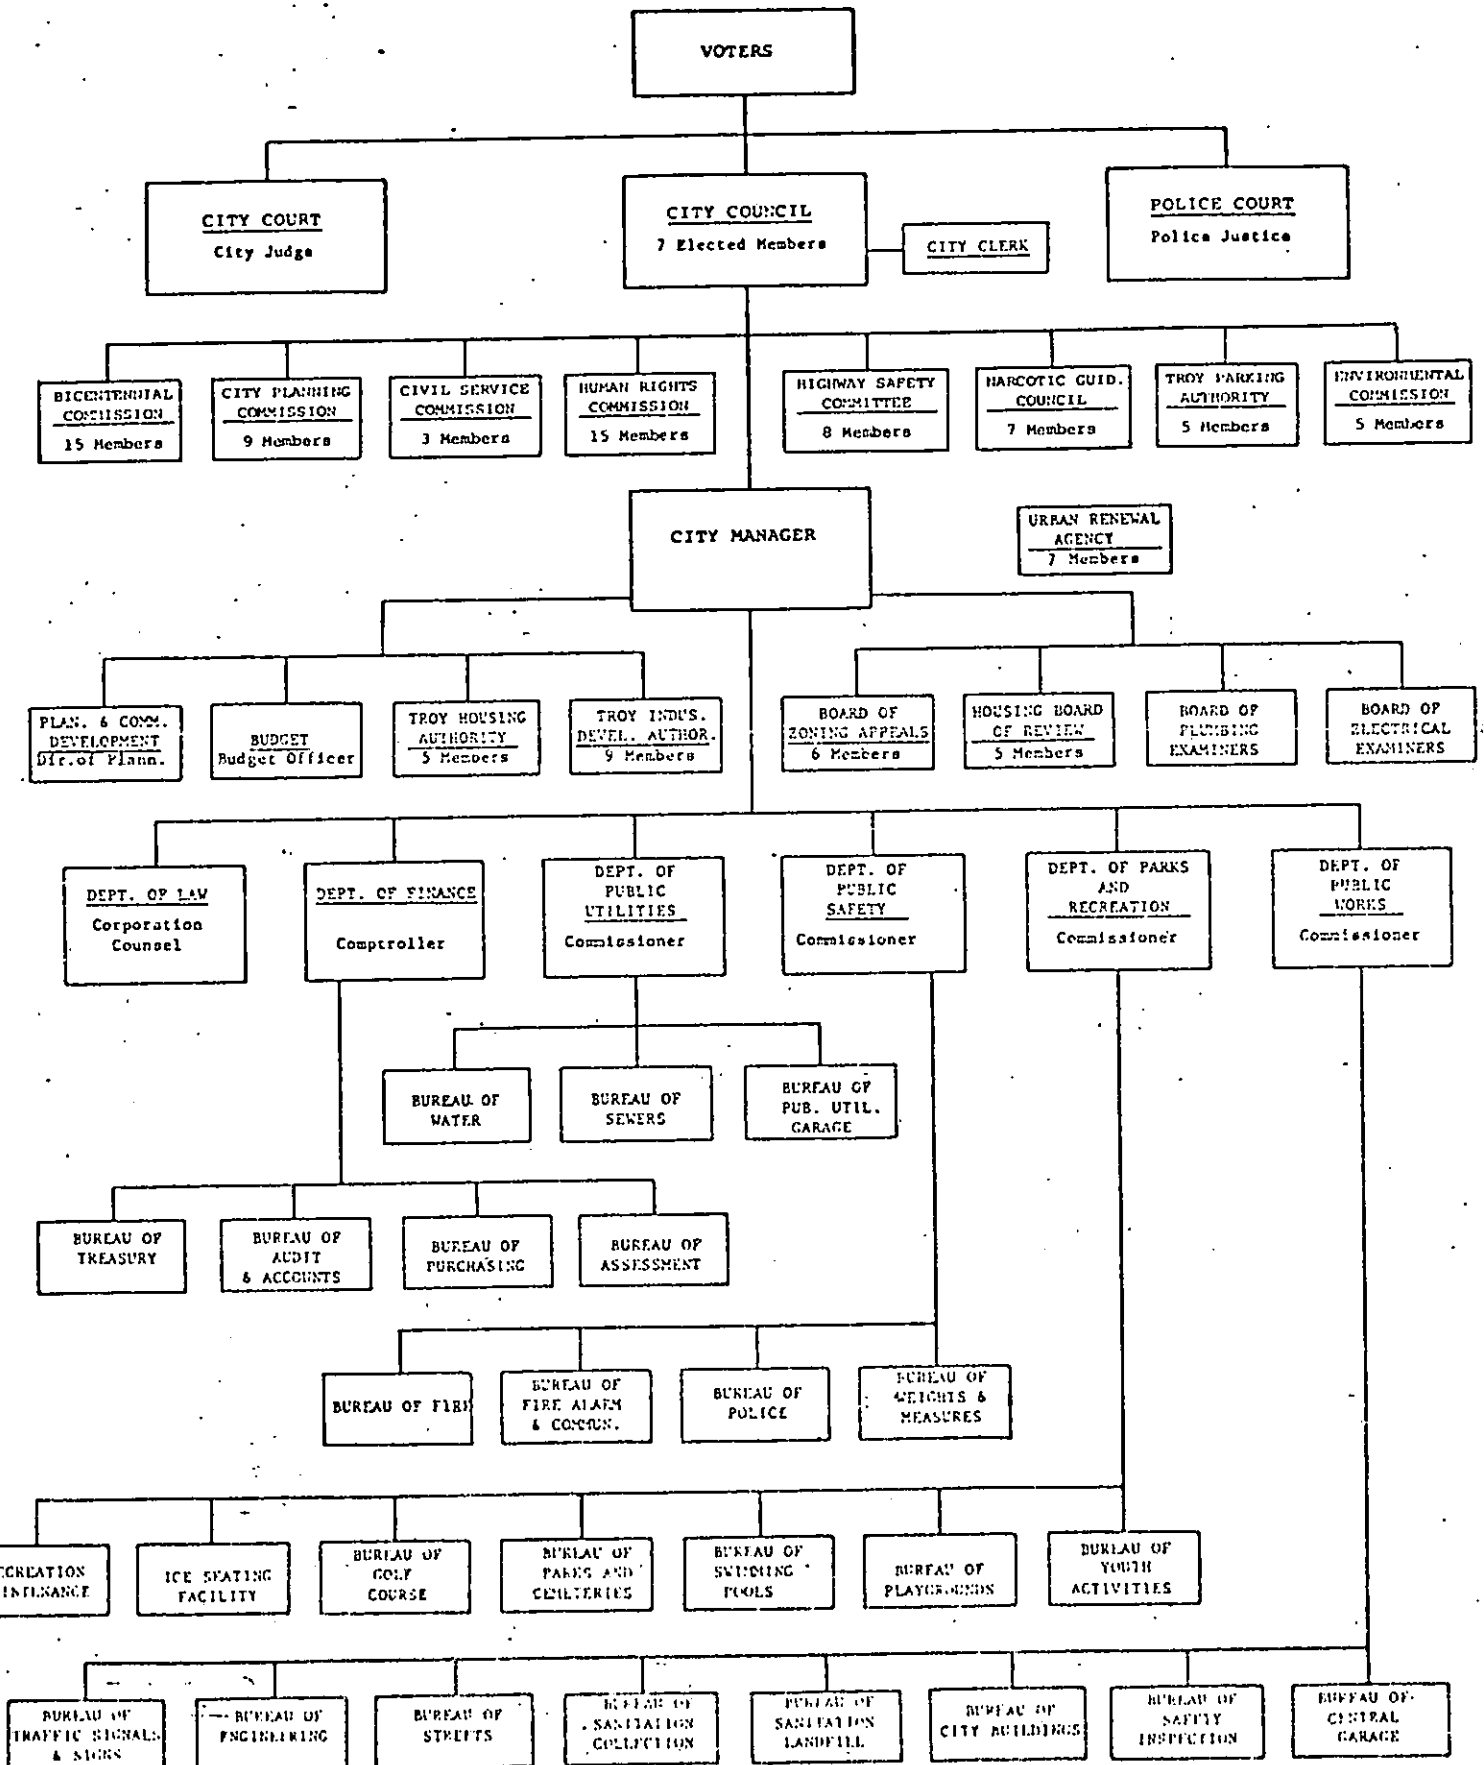 VOTERS
CITY COURT
City Judge
CITY COUNCIL
7 Elected Members
CITY CLERK
POLICE COURT
Police Justice
BICENTENNIAL
COMMISSION
15 Members
CITY PLANNING
COMMISSION
9 Members
CIVIL SERVICE
COMMISSION
3 Members
HUMAN RIGHTS
COMMISSION
15 Members
HIGHWAY SAFETY
COMMITTEE
8 Members
NARCOTIC GUID.
COUNCIL
7 Members
TROY PARKING
AUTHORITY
5 Members
ENVIRONMENTAL
COMMISSION
5 Members
CITY MANAGER
URBAN RENEWAL
AGENCY
7 Members
PLAN. & COMM.
DEVELOPMENT
Dir.of Plann.
BUDGET
Budget Officer
TROY HOUSING
AUTHORITY
5 Members
TROY INDUS.
DEVEL. AUTHOR.
9 Members
BOARD OF
ZONING APPEALS
6 Members
HOUSING BOARD
OF REVIEW
5 Members
BOARD OF
PLUMBING
EXAMINERS
BOARD OF
ELECTRICAL
EXAMINERS
DEPT. OF LAW
Corporation
Counsel
DEPT. OF FINANCE
Comptroller
DEPT. OF
PUBLIC
UTILITIES
Commissioner
DEPT. OF
PUBLIC
SAFETY
Commissioner
DEPT. OF PARKS
AND
RECREATION
Commissioner
DEPT. OF
PUBLIC
WORKS
Commissioner
BUREAU OF
WATER
BUREAU OF
SEWERS
BUREAU OF
PUB. UTIL.
GARAGE
BUREAU OF
TREASURY
BUREAU OF
AUDIT
& ACCOUNTS
BUREAU OF
PURCHASING
BUREAU OF
ASSESSMENT
BUREAU OF FIRE
BUREAU OF
FIRE ALARM
& COMMUN.
BUREAU OF
POLICE
BUREAU OF
WEIGHTS &
MEASURES
ECREATION
INTENANCE
ICE SKATING
FACILITY
BUREAU OF
GOLF
COURSE
BUREAU OF
PARKS AND
CEMETERIES
BUREAU OF
SWIMMING
POOLS
BUREAU OF
PLAYGROUNDS
BUREAU OF
YOUTH
ACTIVITIES
BUREAU OF
TRAFFIC SIGNALS
& SIGNS
BUREAU OF
ENGINEERING
BUREAU OF
STREETS
BUREAU OF
SANITATION
COLLECTION
BUREAU OF
SANITATION
LANDFILL
BUREAU OF
CITY BUILDINGS
BUREAU OF
SAFETY
INSPECTION
BUREAU OF
CENTRAL
GARAGE